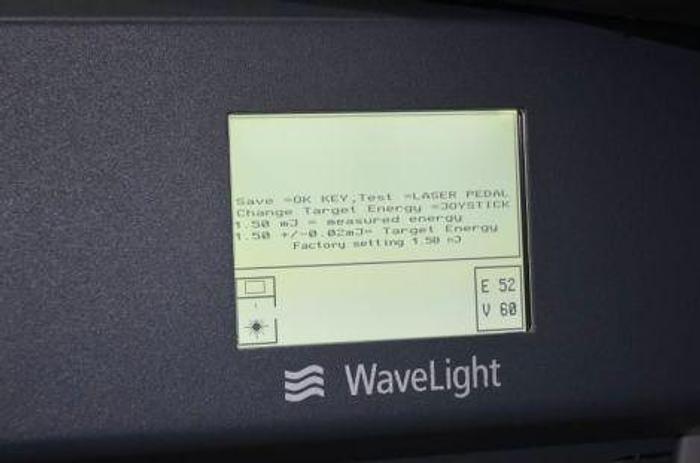 Save =OK KEY,Test =LASER PEDAL
Change Target Energy =JOYSTICK
1.50 mJ = measured energy
1.50 +/-0.02mJ= Target Energy
Factory setting 1.50 mJ
E 52
V 60
WaveLight